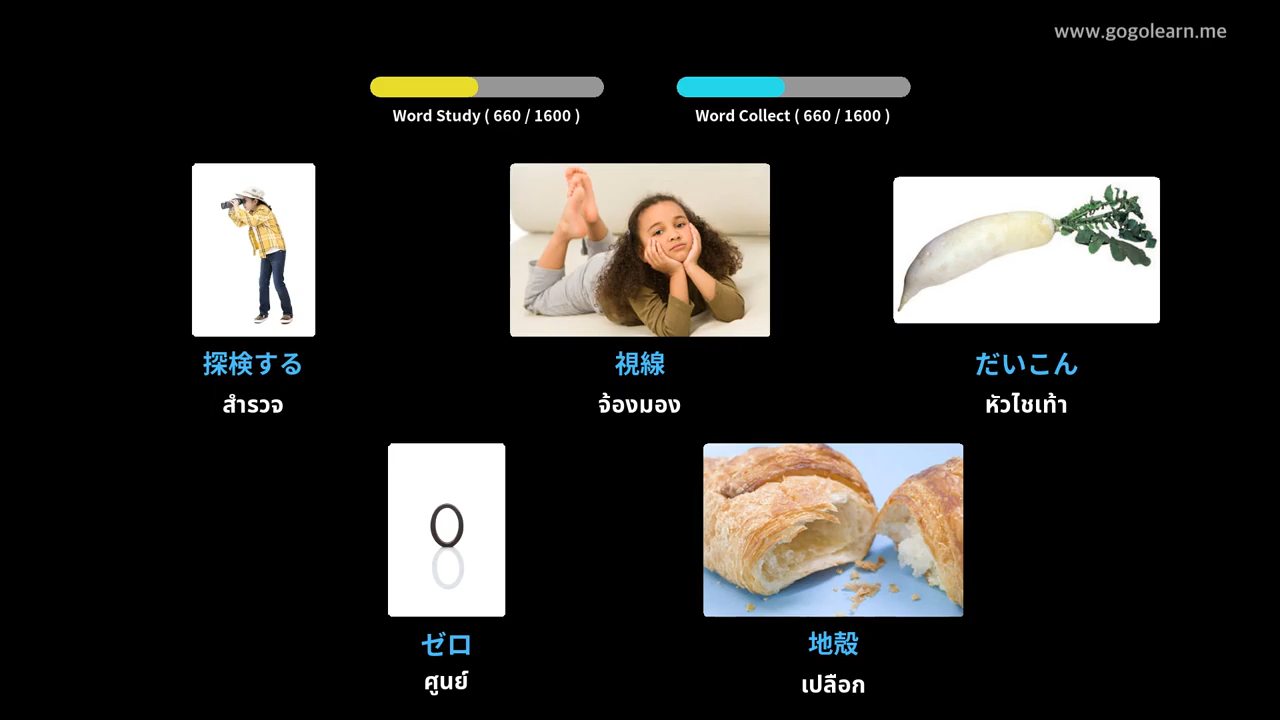 www.gogolearn.me
Word Study ( 660 / 1600 )
Word Collect ( 660 / 1600 )
探検する
สำรวจ
視線
จ้องมอง
だいこん
หัวไชเท้า
ゼロ
ศูนย์
地殻
เปลือก